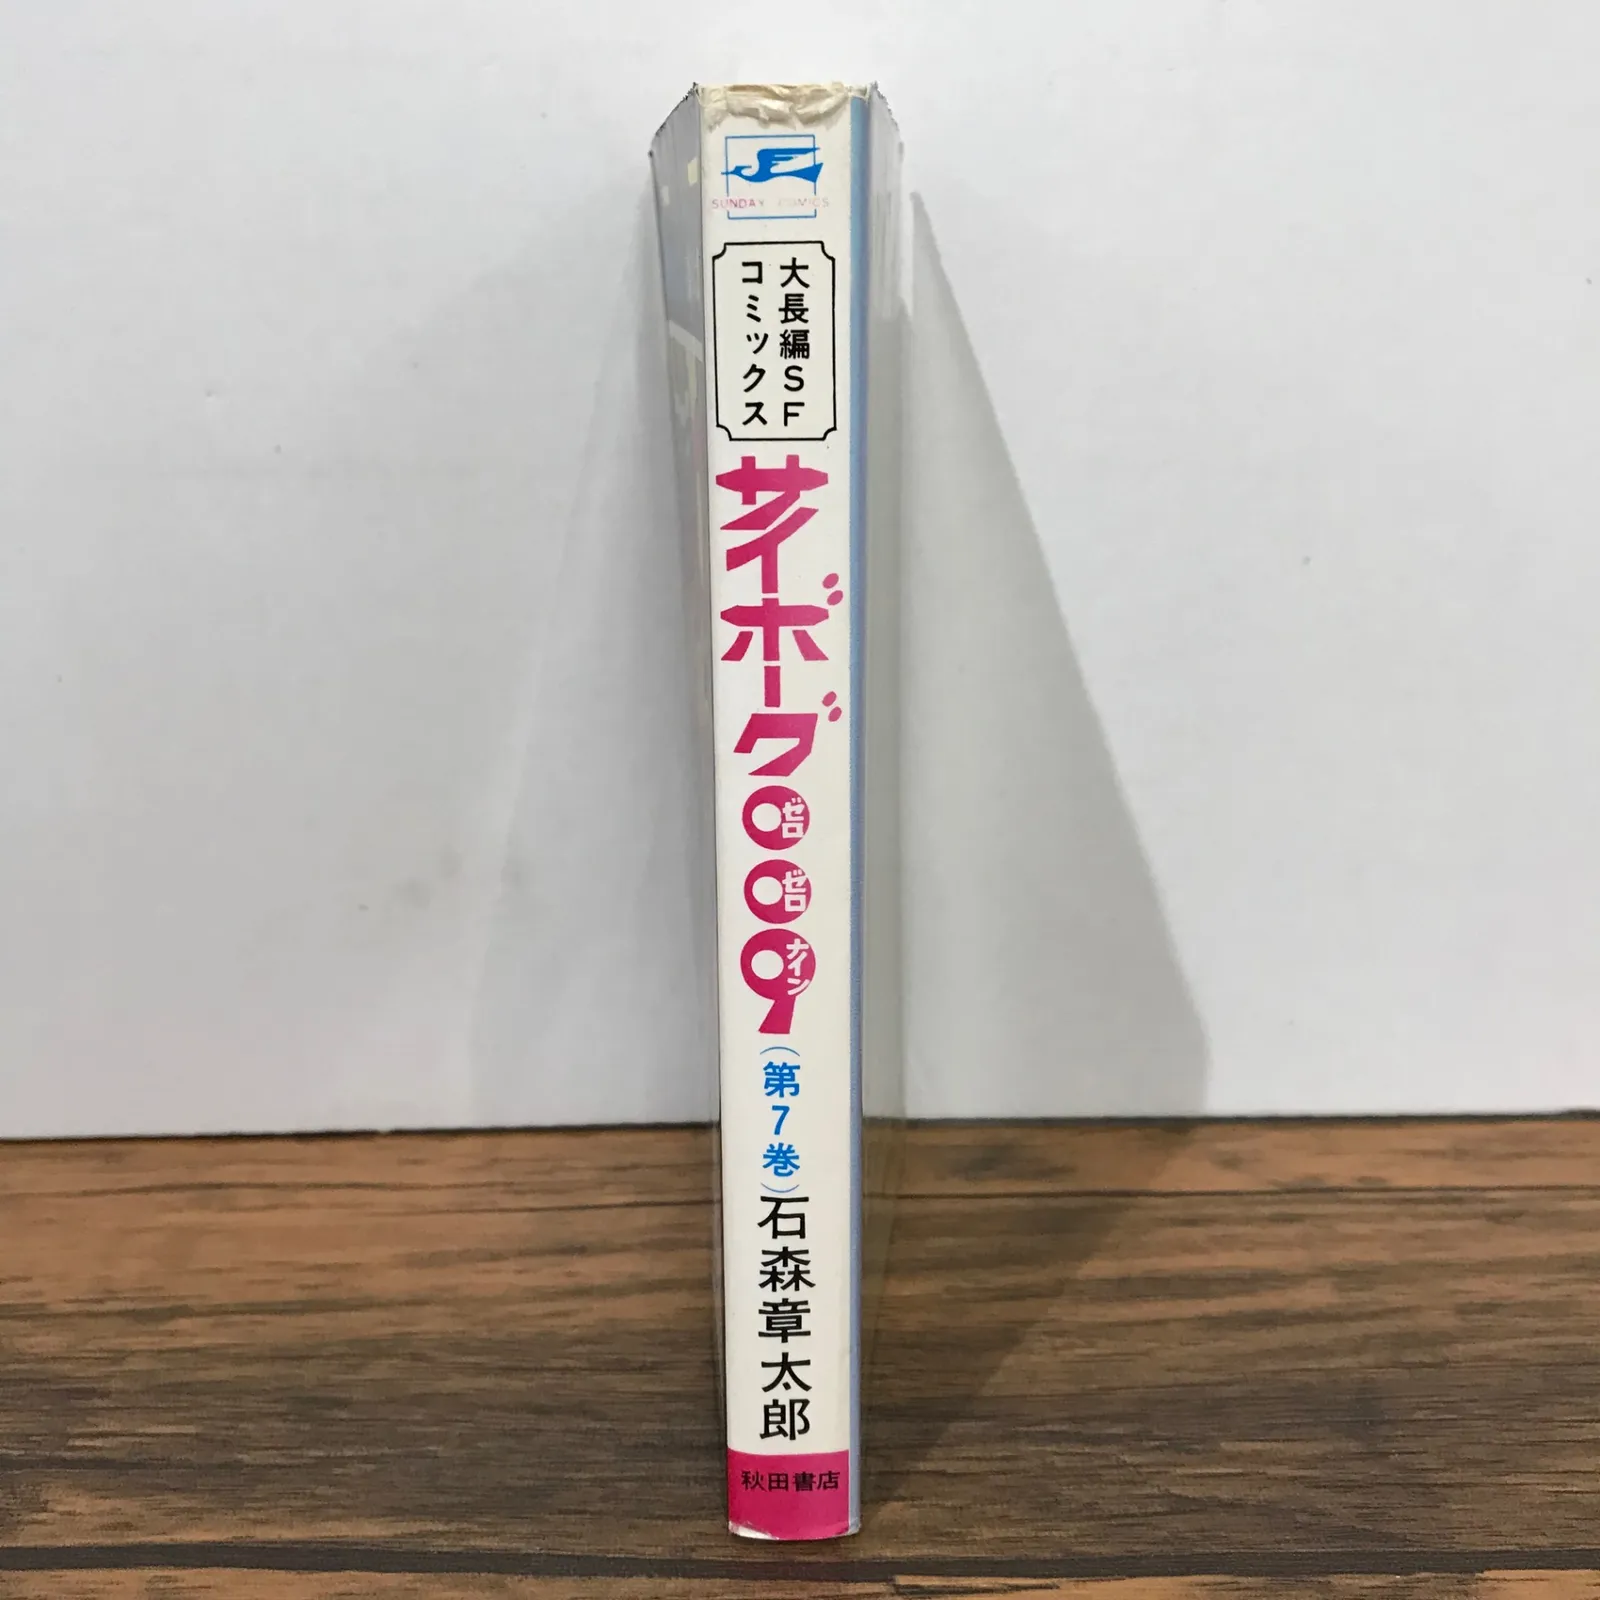 SUNDAY COMICS
大長編SF
コミックス
サイボーグ009
ゼロ
ゼロ
ナイン
(第7巻)
石森章太郎
秋田書店